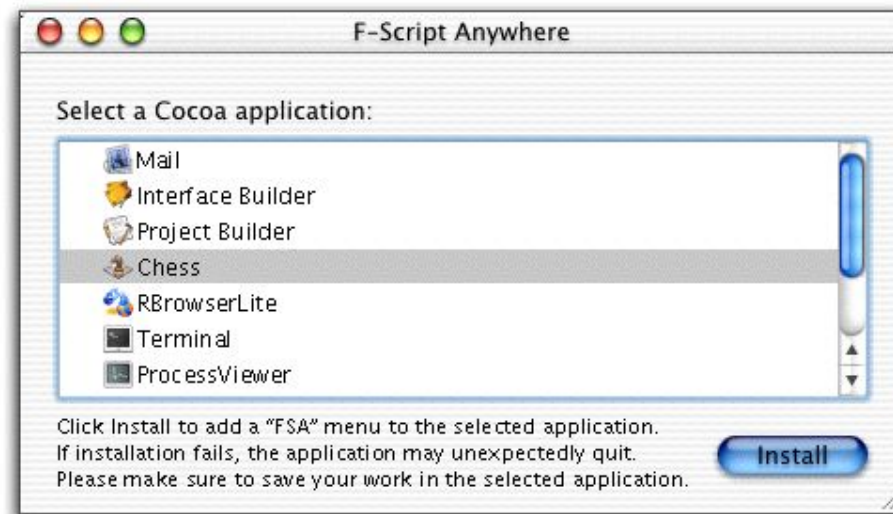 F-Script Anywhere
Select a Cocoa application:
Mail
Interface Builder
Project Builder
Chess
RBrowserLite
Terminal
ProcessViewer
Click Install to add a “FSA” menu to the selected application.
If installation fails, the application may unexpectedly quit.
Please make sure to save your work in the selected application.
Install